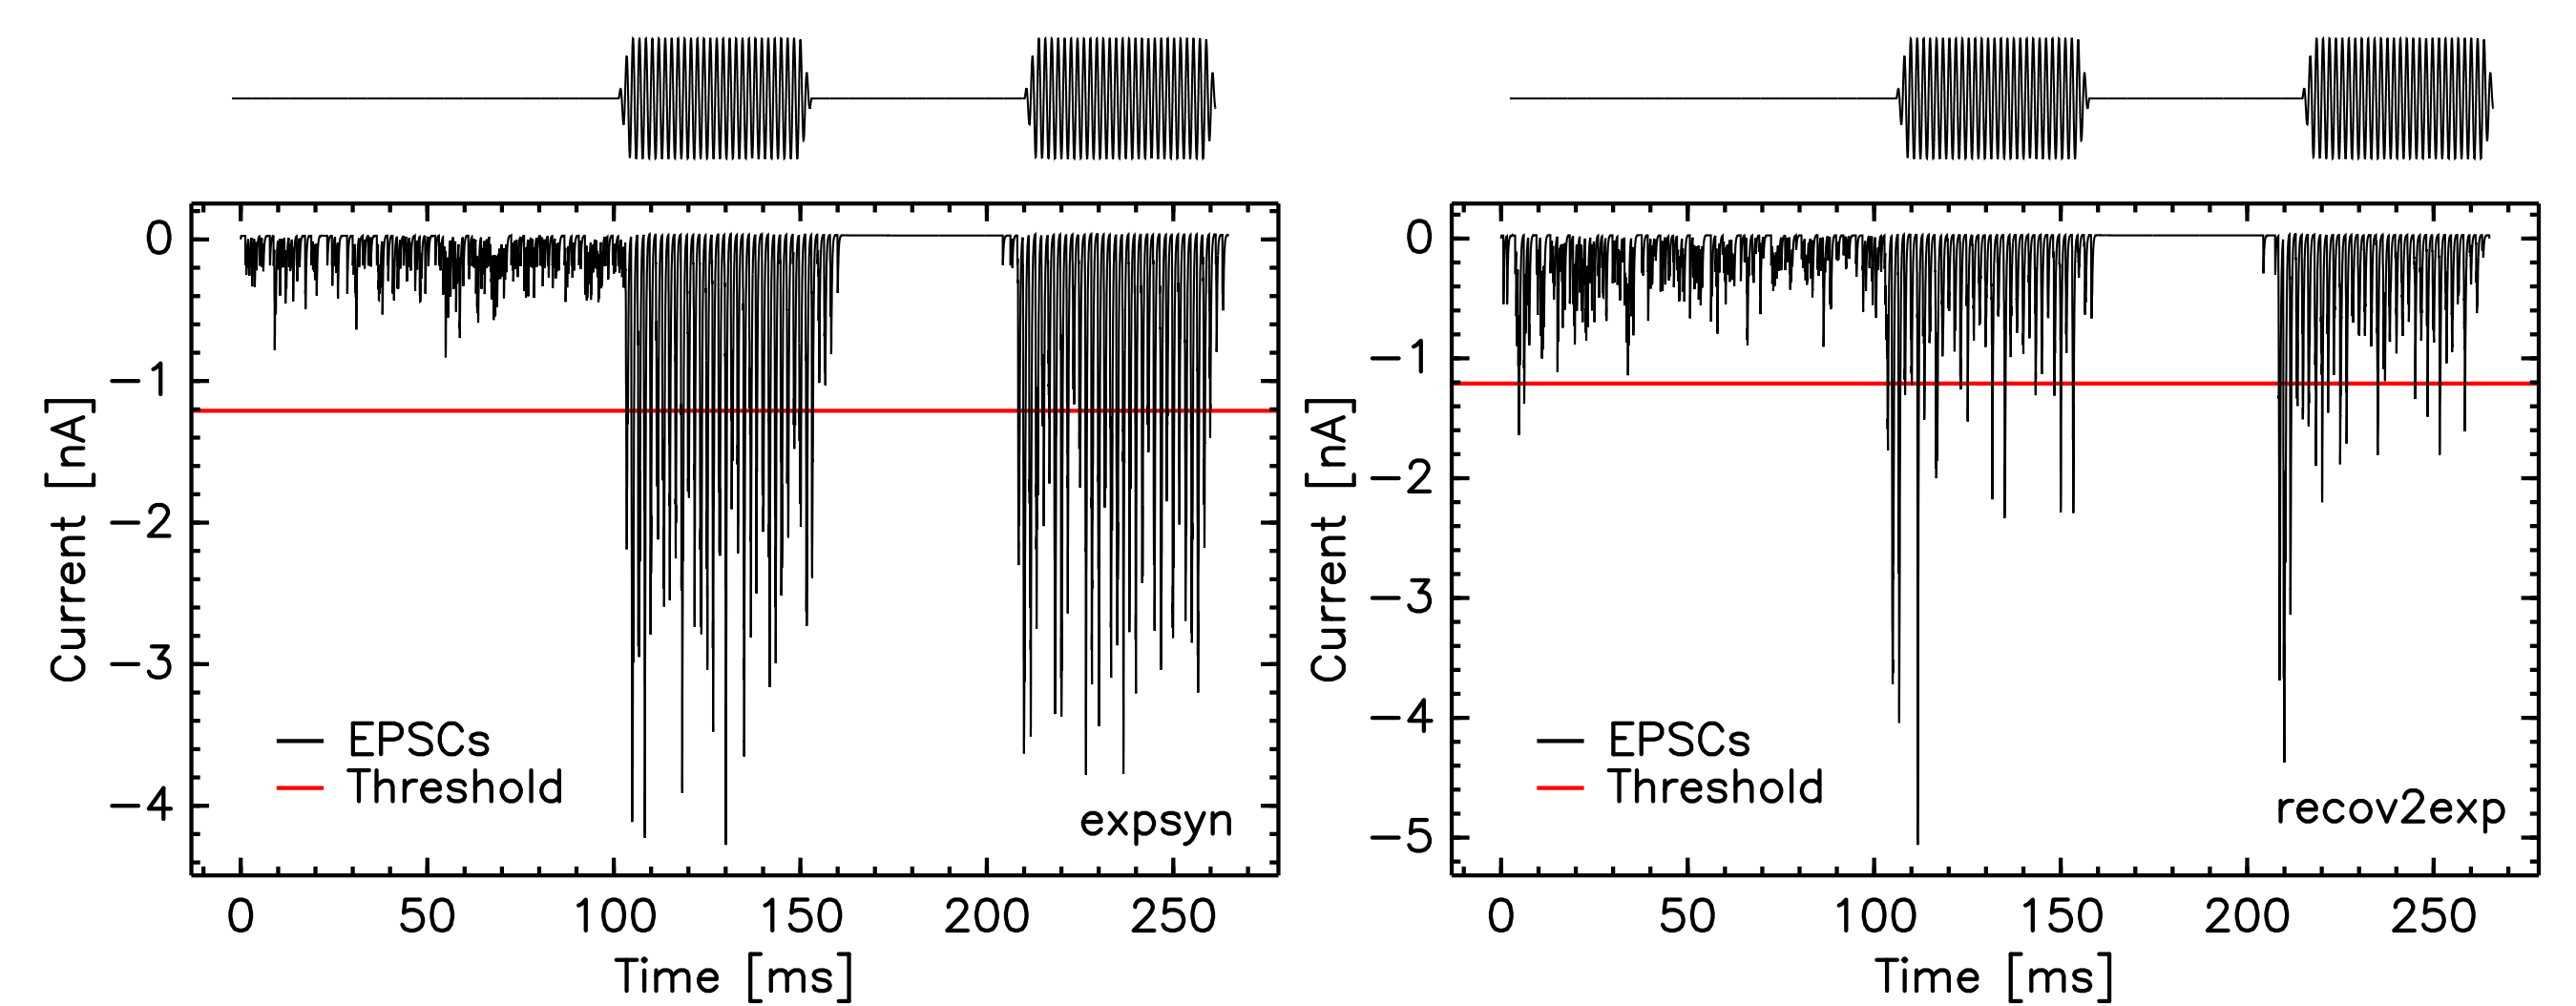 0
−1
−2
−3
−4
Current [nA]
EPSCs
Threshold
expsyn
0 50 100 150 200 250
Time [ms]
0
−1
−2
−3
−4
−5
Current [nA]
EPSCs
Threshold
recov2exp
0 50 100 150 200 250
Time [ms]